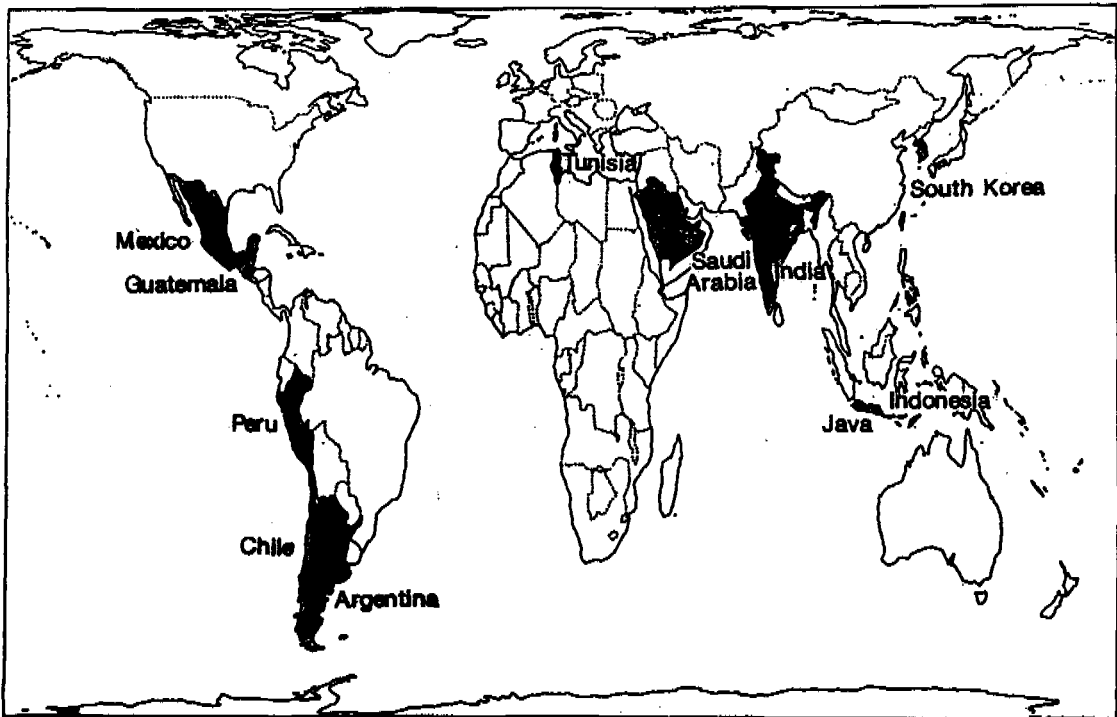 Tunisia
South Korea
Mexico
Saudi
Arabia
India
Guatemala
Indonesia
Peru
Java
Chile
Argentina